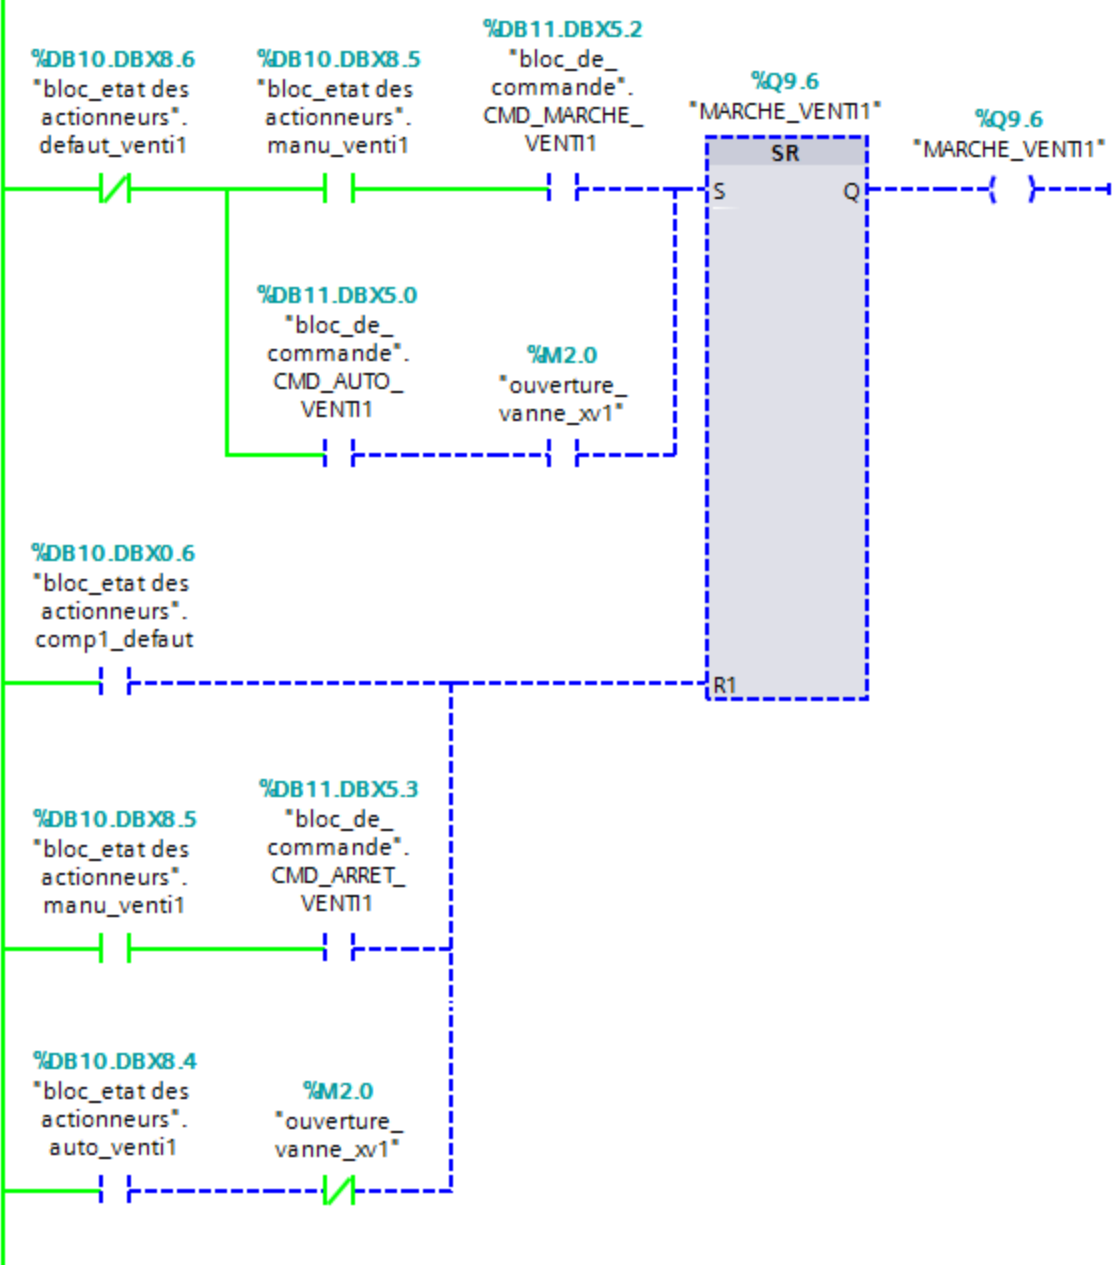 %DB10.DBX8.6
"bloc_etat des
actionneurs".
defaut_venti1
%DB10.DBX8.5
"bloc_etat des
actionneurs".
manu_venti1
%DB11.DBX5.2
"bloc_de_
commande".
CMD_MARCHE_
VENTI1
%Q9.6
"MARCHE_VENTI1"
SR
S
Q
%Q9.6
"MARCHE_VENTI1"
%DB11.DBX5.0
"bloc_de_
commande".
CMD_AUTO_
VENTI1
%M2.0
"ouverture_
vanne_xv1"
%DB10.DBX0.6
"bloc_etat des
actionneurs".
comp1_defaut
R1
%DB10.DBX8.5
"bloc_etat des
actionneurs".
manu_venti1
%DB11.DBX5.3
"bloc_de_
commande".
CMD_ARRET_
VENTI1
%DB10.DBX8.4
"bloc_etat des
actionneurs".
auto_venti1
%M2.0
"ouverture_
vanne_xv1"